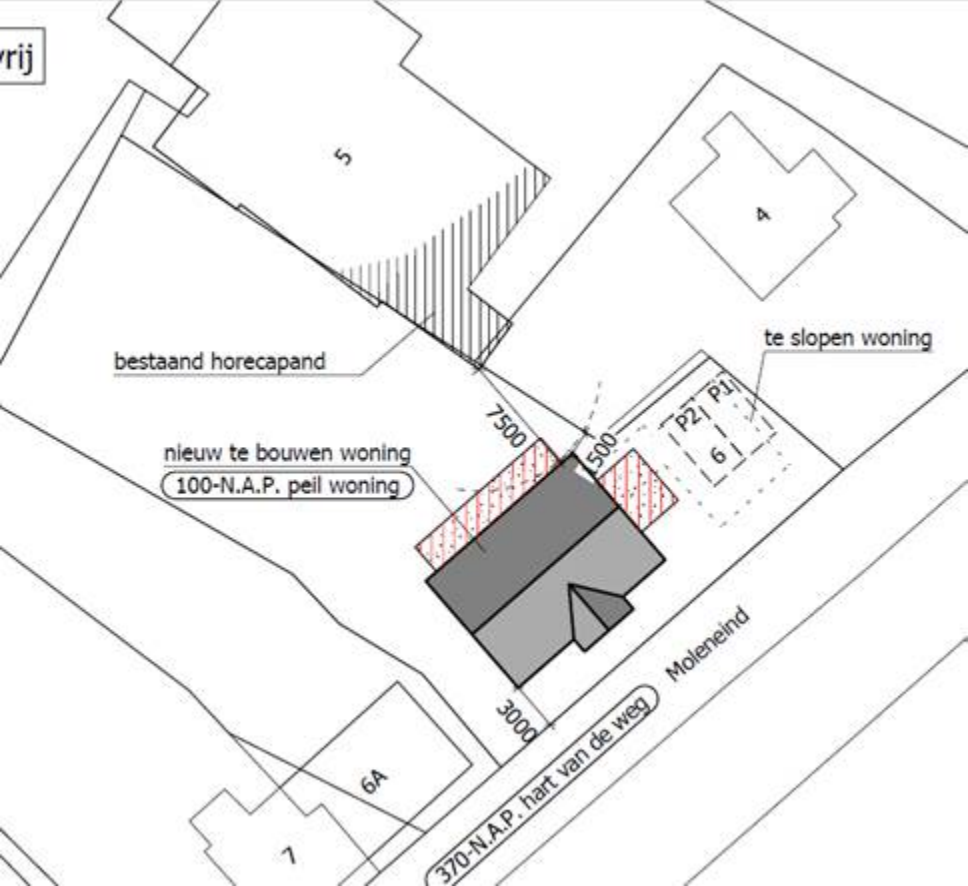 vrij
5
4
te slopen woning
bestaand horecapand
P1
P2
6
7500
500
nieuw te bouwen woning
100-N.A.P. peil woning
Moleneind
3000
370-N.A.P. hart van de weg
6A
7